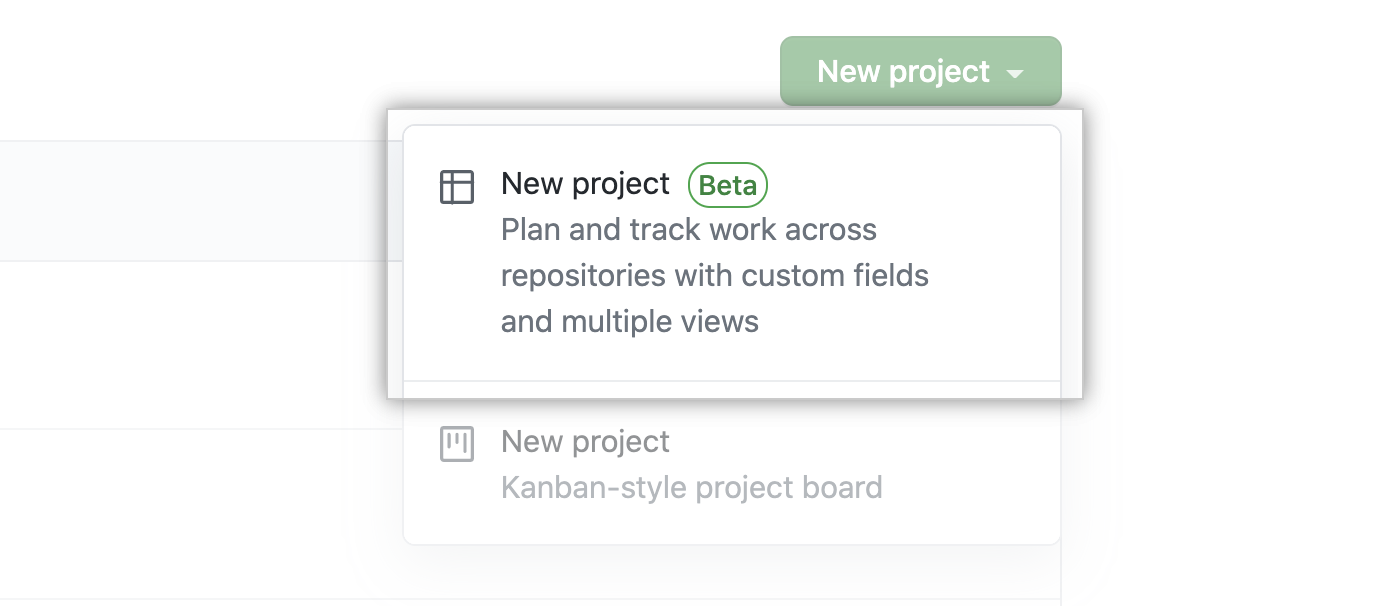 New project
New project Beta
Plan and track work across
repositories with custom fields
and multiple views
New project
Kanban-style project board